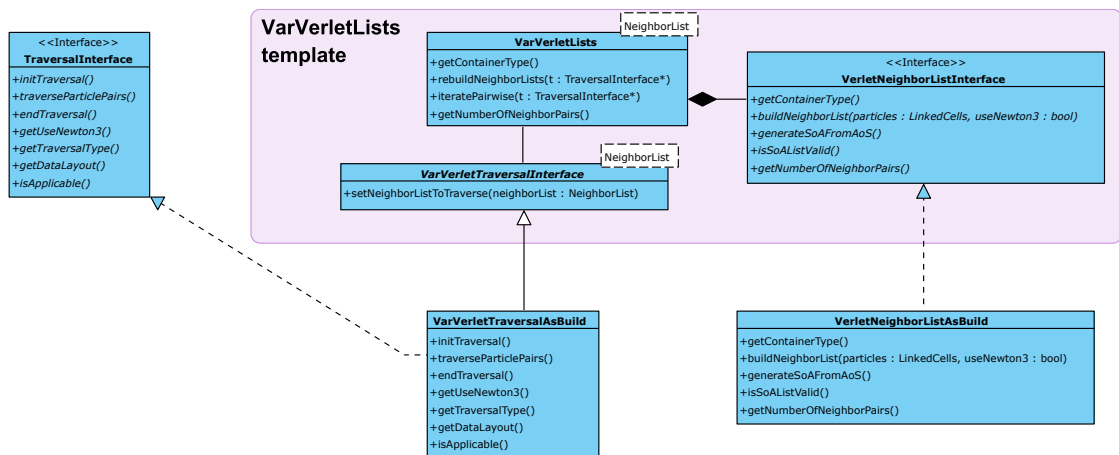 <<Interface>>
TraversalInterface
+initTraversal()
+traverseParticlePairs()
+endTraversal()
+getUseNewton3()
+getTraversalType()
+getDataLayout()
+isApplicable()
VarVerletLists
template
NeighborList
VarVerletLists
+getContainerType()
+rebuildNeighborLists(t : TraversalInterface*)
+iteratePairwise(t : TraversalInterface*)
+getNumberOfNeighborPairs()
<<Interface>>
VerletNeighborListInterface
+getContainerType()
+buildNeighborList(particles : LinkedCells, useNewton3 : bool)
+generateSoAFromAoS()
+isSoAListValid()
+getNumberOfNeighborPairs()
NeighborList
VarVerletTraversalInterface
+setNeighborListToTraverse(neighborList : NeighborList)
VarVerletTraversalAsBuild
+initTraversal()
+traverseParticlePairs()
+endTraversal()
+getUseNewton3()
+getTraversalType()
+getDataLayout()
+isApplicable()
VerletNeighborListAsBuild
+getContainerType()
+buildNeighborList(particles : LinkedCells, useNewton3 : bool)
+generateSoAFromAoS()
+isSoAListValid()
+getNumberOfNeighborPairs()